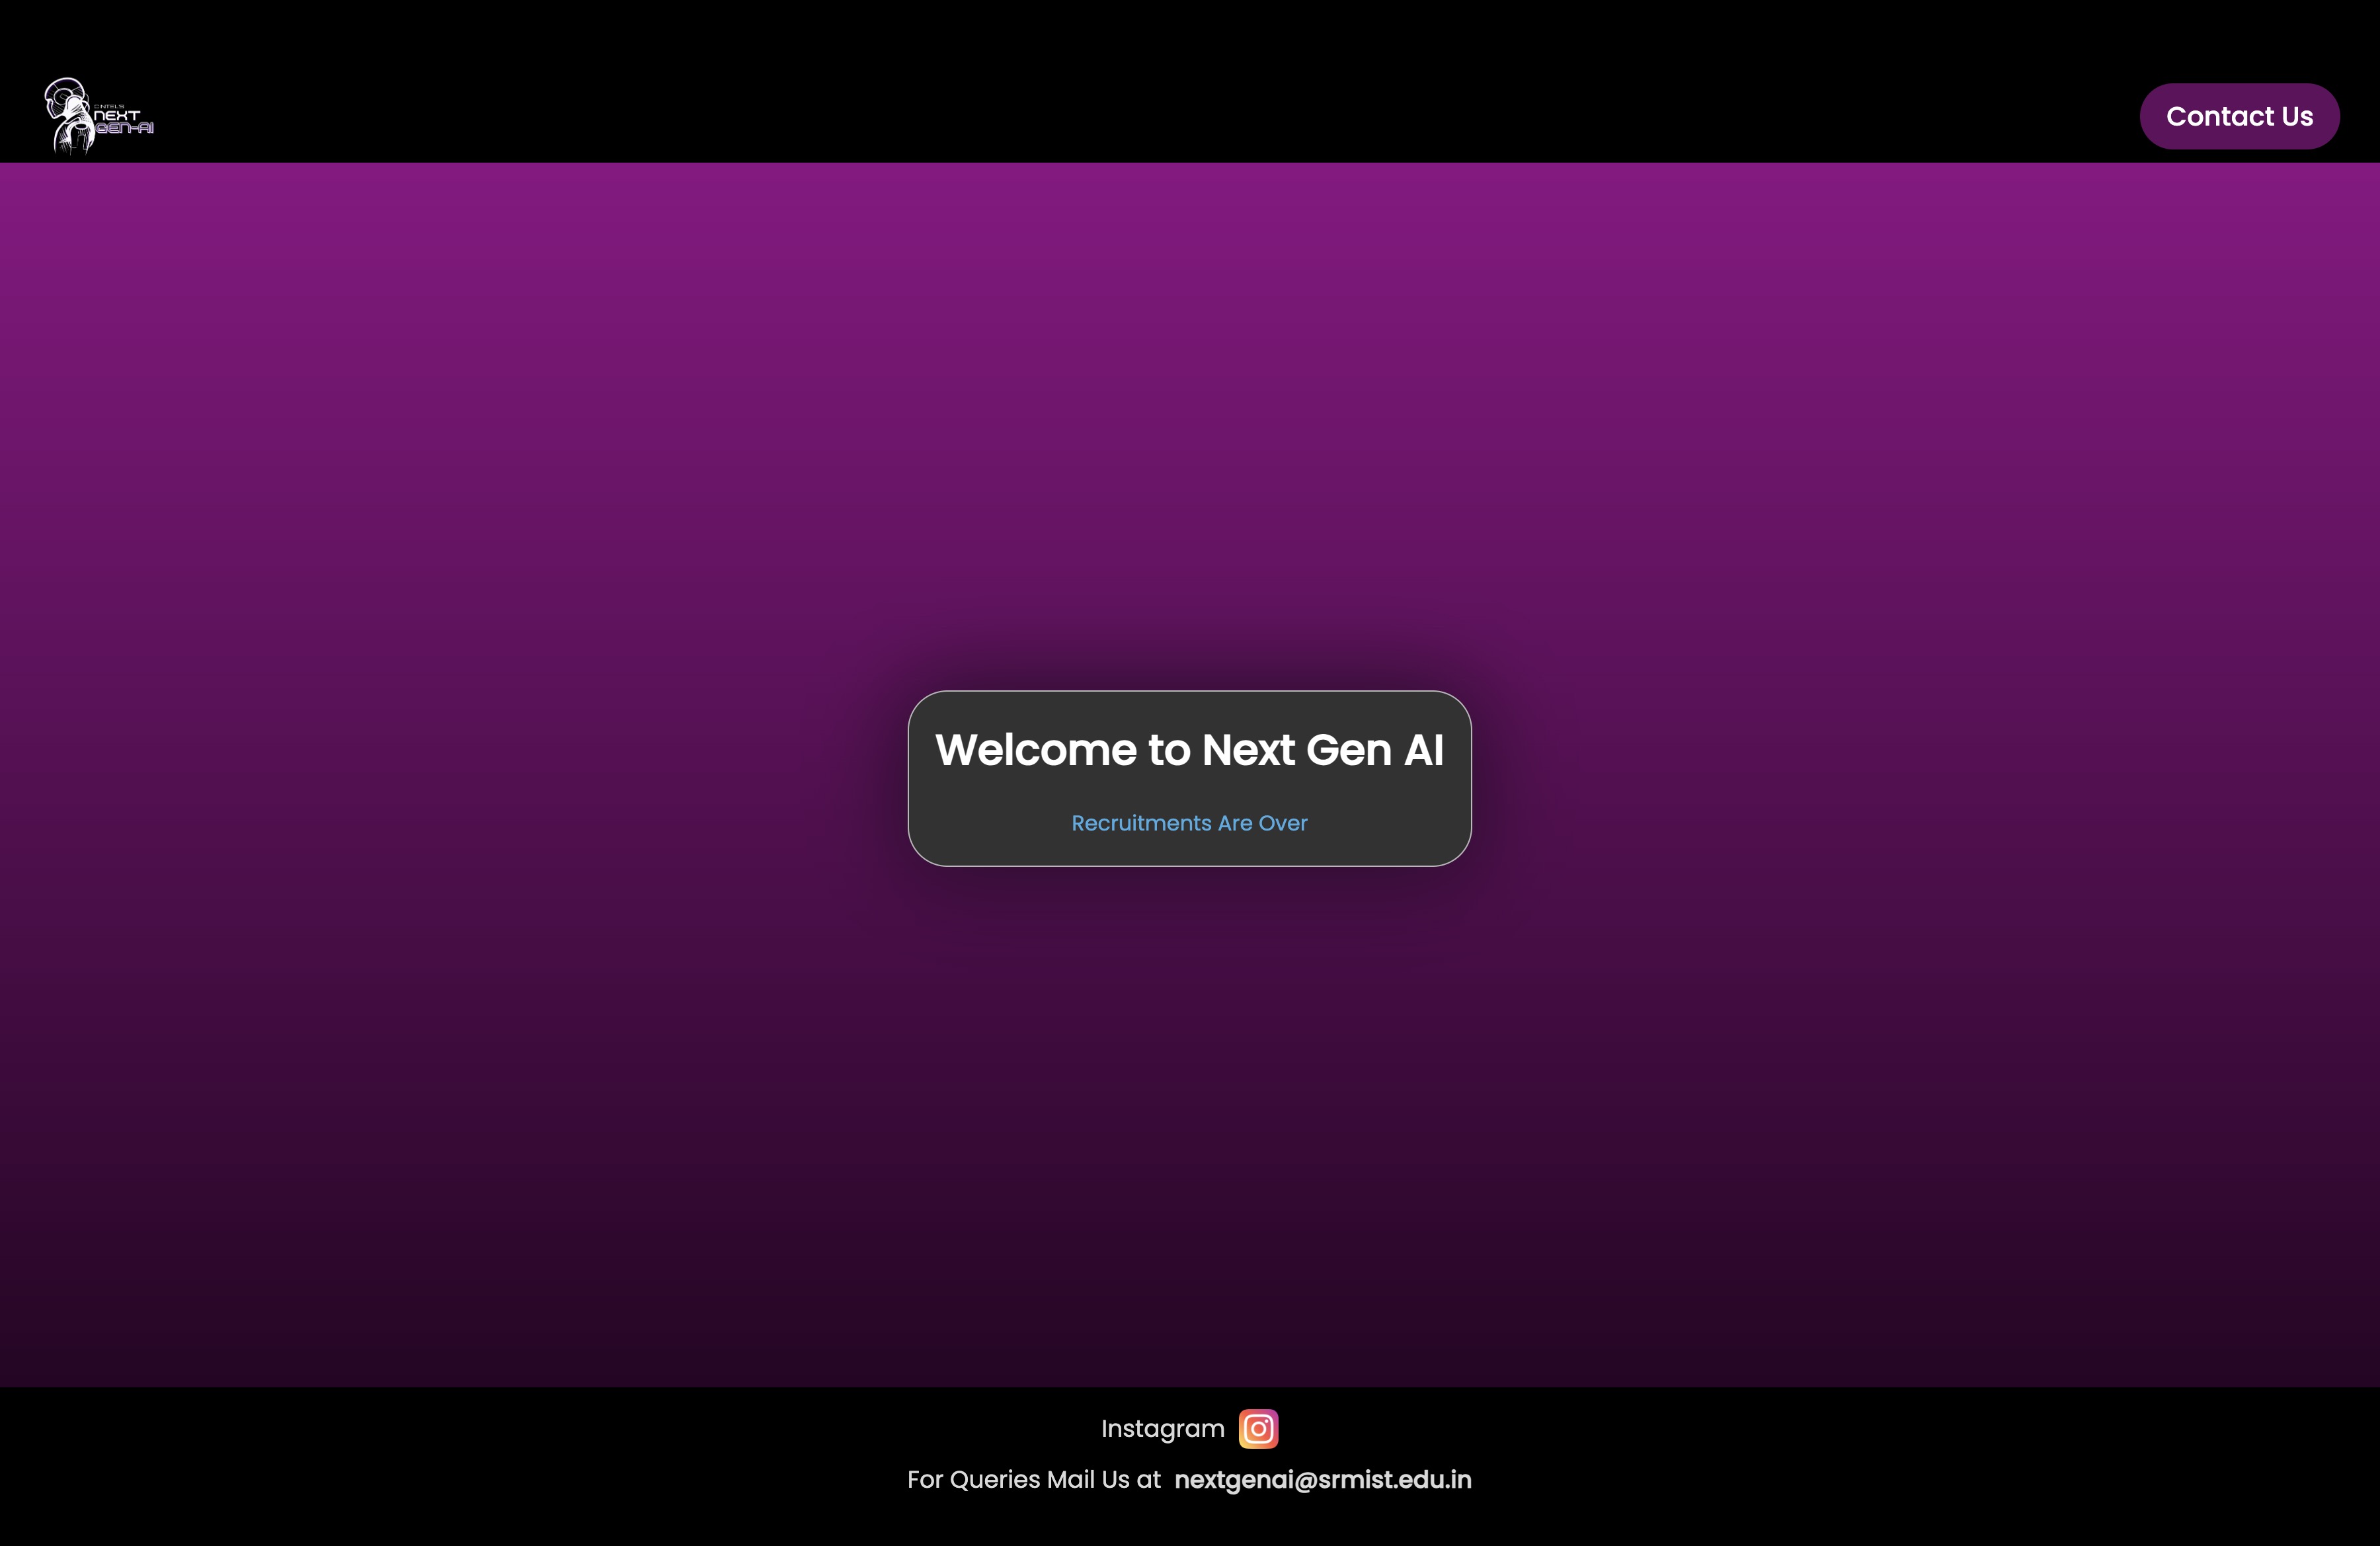 CINTEL'S
NEXT
GEN-AI
Contact Us
Welcome to Next Gen AI
Recruitments Are Over
Instagram
For Queries Mail Us at nextgenai@srmist.edu.in